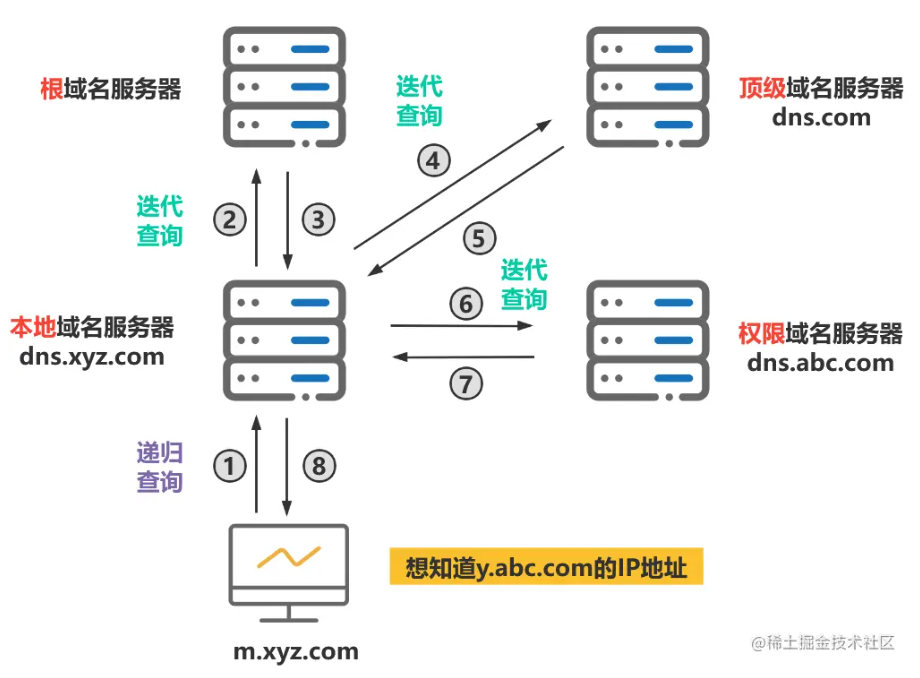 根域名服务器
迭代
查询
顶级域名服务器
dns.com
④
迭代
查询
②
③
⑤
迭代
查询
⑥
本地域名服务器
dns.xyz.com
权限域名服务器
dns.abc.com
⑦
递归
查询
①
⑧
想知道y.abc.com的IP地址
m.xyz.com
@稀土掘金技术社区